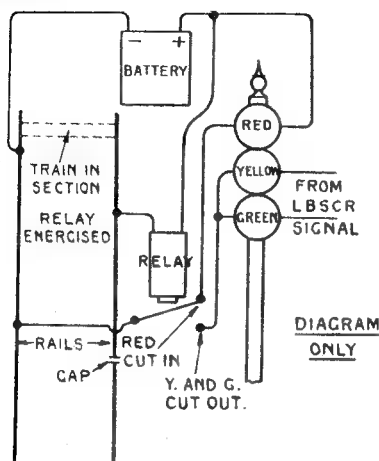 − +
BATTERY
RED
TRAIN IN
SECTION
YELLOW
FROM
LBSCR
SIGNAL
GREEN
RELAY
ENERGISED
RELAY
DIAGRAM
ONLY
RAILS
RED
CUT IN
GAP
Y. AND G.
CUT OUT.